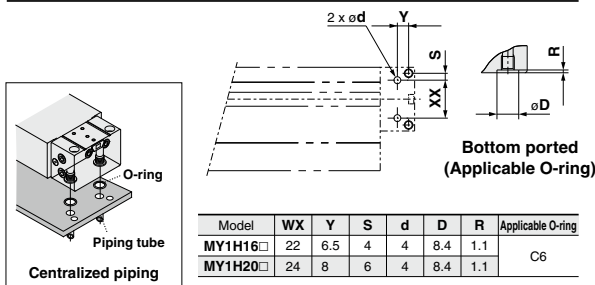 2 x ød
Y
S
XX
R
øD
Bottom ported
(Applicable O-ring)
O-ring
Piping tube
Centralized piping
Model WX Y S d D R Applicable O-ring
MY1H16□ 22 6.5 4 4 8.4 1.1 C6
MY1H20□ 24 8 6 4 8.4 1.1